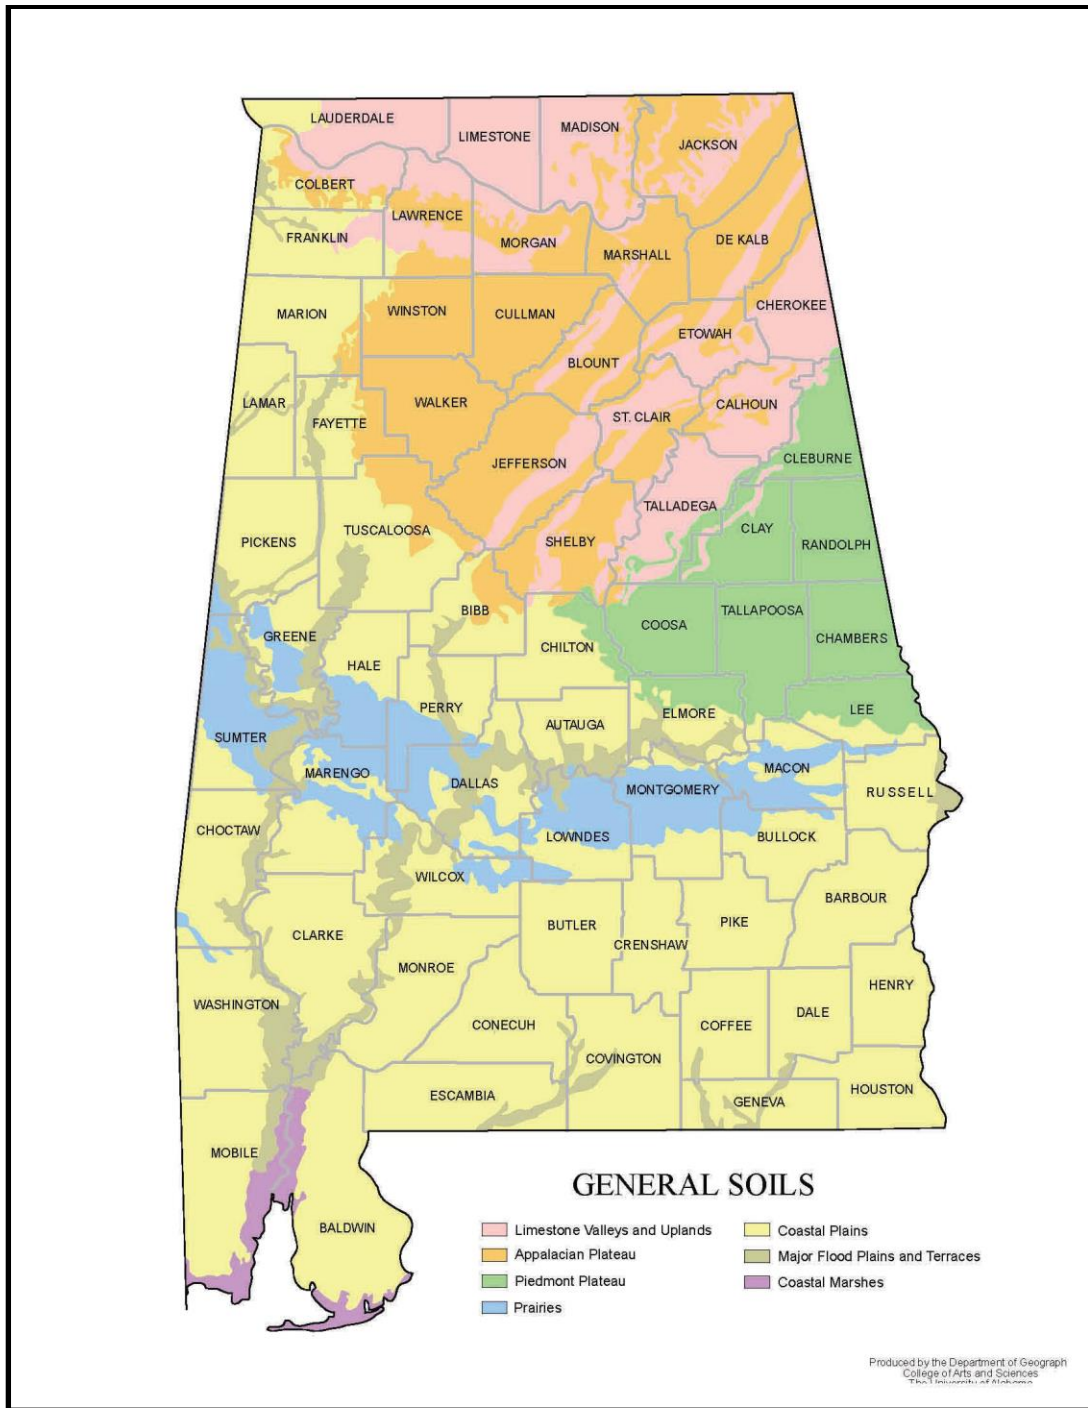 LAUDERDALE
LIMESTONE
MADISON
JACKSON
COLBERT
LAWRENCE
FRANKLIN
MORGAN
MARSHALL
DE KALB
CHEROKEE
MARION
WINSTON
CULLMAN
ETOWAH
BLOUNT
LAMAR
WALKER
CALHOUN
FAYETTE
ST. CLAIR
JEFFERSON
CLEBURNE
TALLADEGA
TUSCALOOSA
CLAY
PICKENS
SHELBY
RANDOLPH
BIBB
TALLAPOOSA
GREENE
COOSA
CHAMBERS
HALE
CHILTON
PERRY
ELMORE
LEE
AUTAUGA
SUMTER
MARENGO
DALLAS
MACON
MONTGOMERY
RUSSELL
CHOCTAW
LOWNDES
BULLOCK
WILCOX
BARBOUR
CLARKE
BUTLER
PIKE
CRENSHAW
MONROE
HENRY
WASHINGTON
CONECUH
COFFEE
DALE
COVINGTON
ESCAMBIA
GENEVA
HOUSTON
MOBILE
BALDWIN
GENERAL SOILS
Limestone Valleys and Uplands
Appalacian Plateau
Piedmont Plateau
Prairies
Coastal Plains
Major Flood Plains and Terraces
Coastal Marshes
Produced by the Department of Geograph
College of Arts and Sciences
The University of Alabama